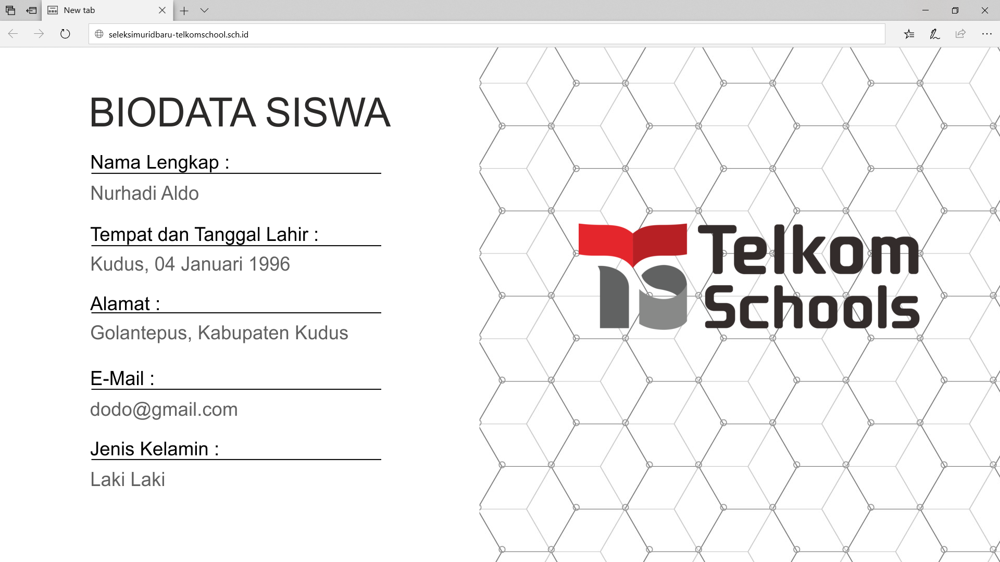 New tab
seleksimuridbaru-telkomschool.sch.id
BIODATA SISWA
Nama Lengkap :
Nurhadi Aldo
Tempat dan Tanggal Lahir :
Kudus, 04 Januari 1996
Alamat :
Golantepus, Kabupaten Kudus
E-Mail :
dodo@gmail.com
Jenis Kelamin :
Laki Laki
Telkom
Schools